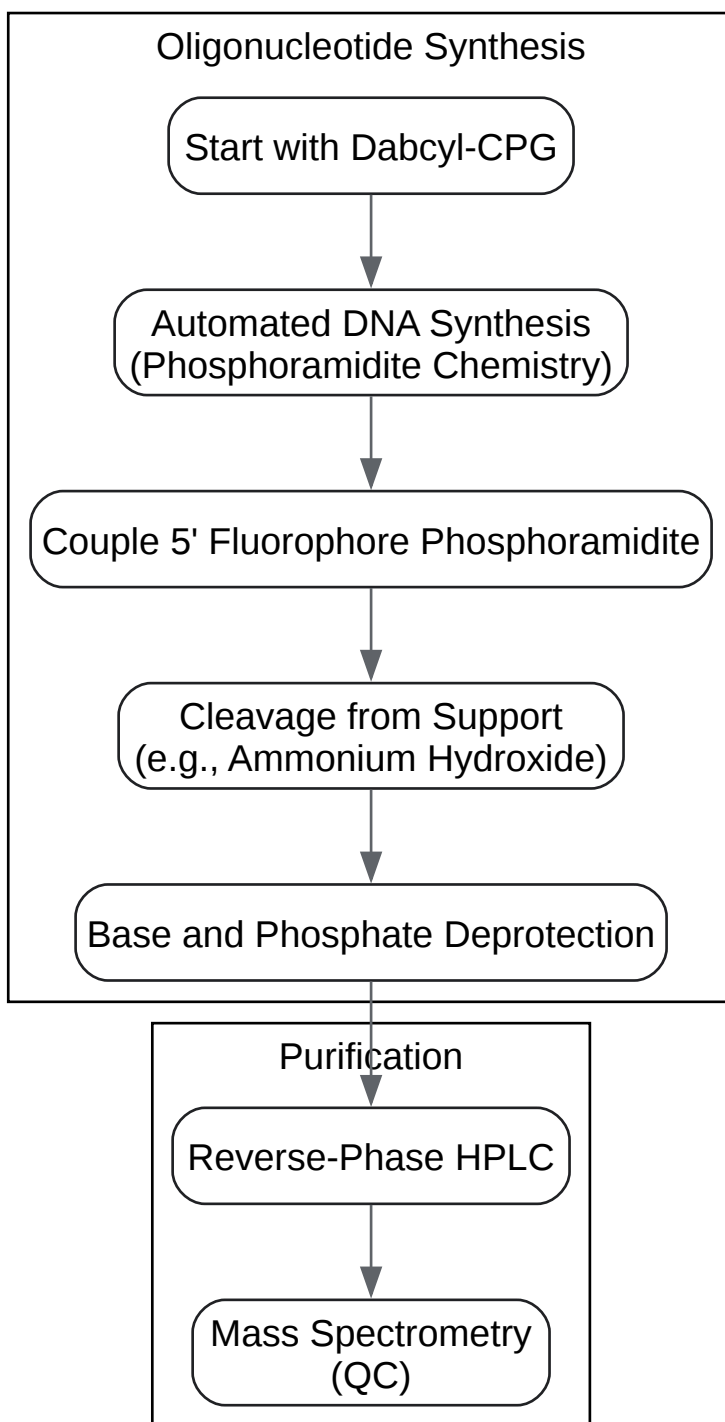 Oligonucleotide Synthesis
Start with Dabcyl-CPG
Automated DNA Synthesis
(Phosphoramidite Chemistry)
Couple 5' Fluorophore Phosphoramidite
Cleavage from Support
(e.g., Ammonium Hydroxide)
Base and Phosphate Deprotection
Purification
Reverse-Phase HPLC
Mass Spectrometry
(QC)